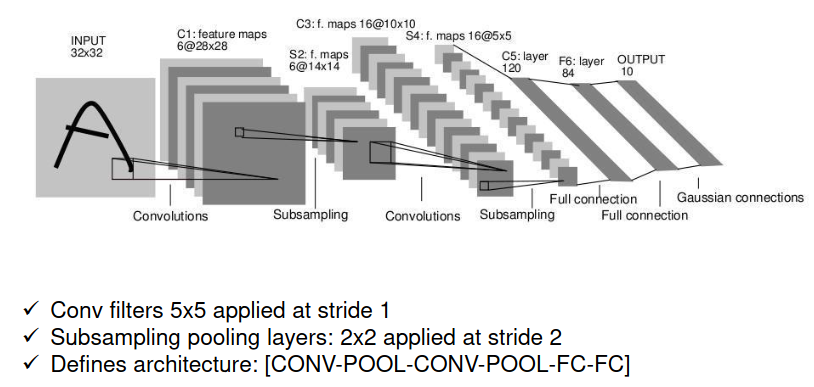 INPUT
32x32
C1: feature maps
6@28x28
S2: f. maps
6@14x14
C3: f. maps 16@10x10
S4: f. maps 16@5x5
C5: layer
120
F6: layer
84
OUTPUT
10
Convolutions
Subsampling
Convolutions
Subsampling
Full connection
Full connection
Gaussian connections
A
✓ Conv filters 5x5 applied at stride 1
✓ Subsampling pooling layers: 2x2 applied at stride 2
✓ Defines architecture: [CONV-POOL-CONV-POOL-FC-FC]